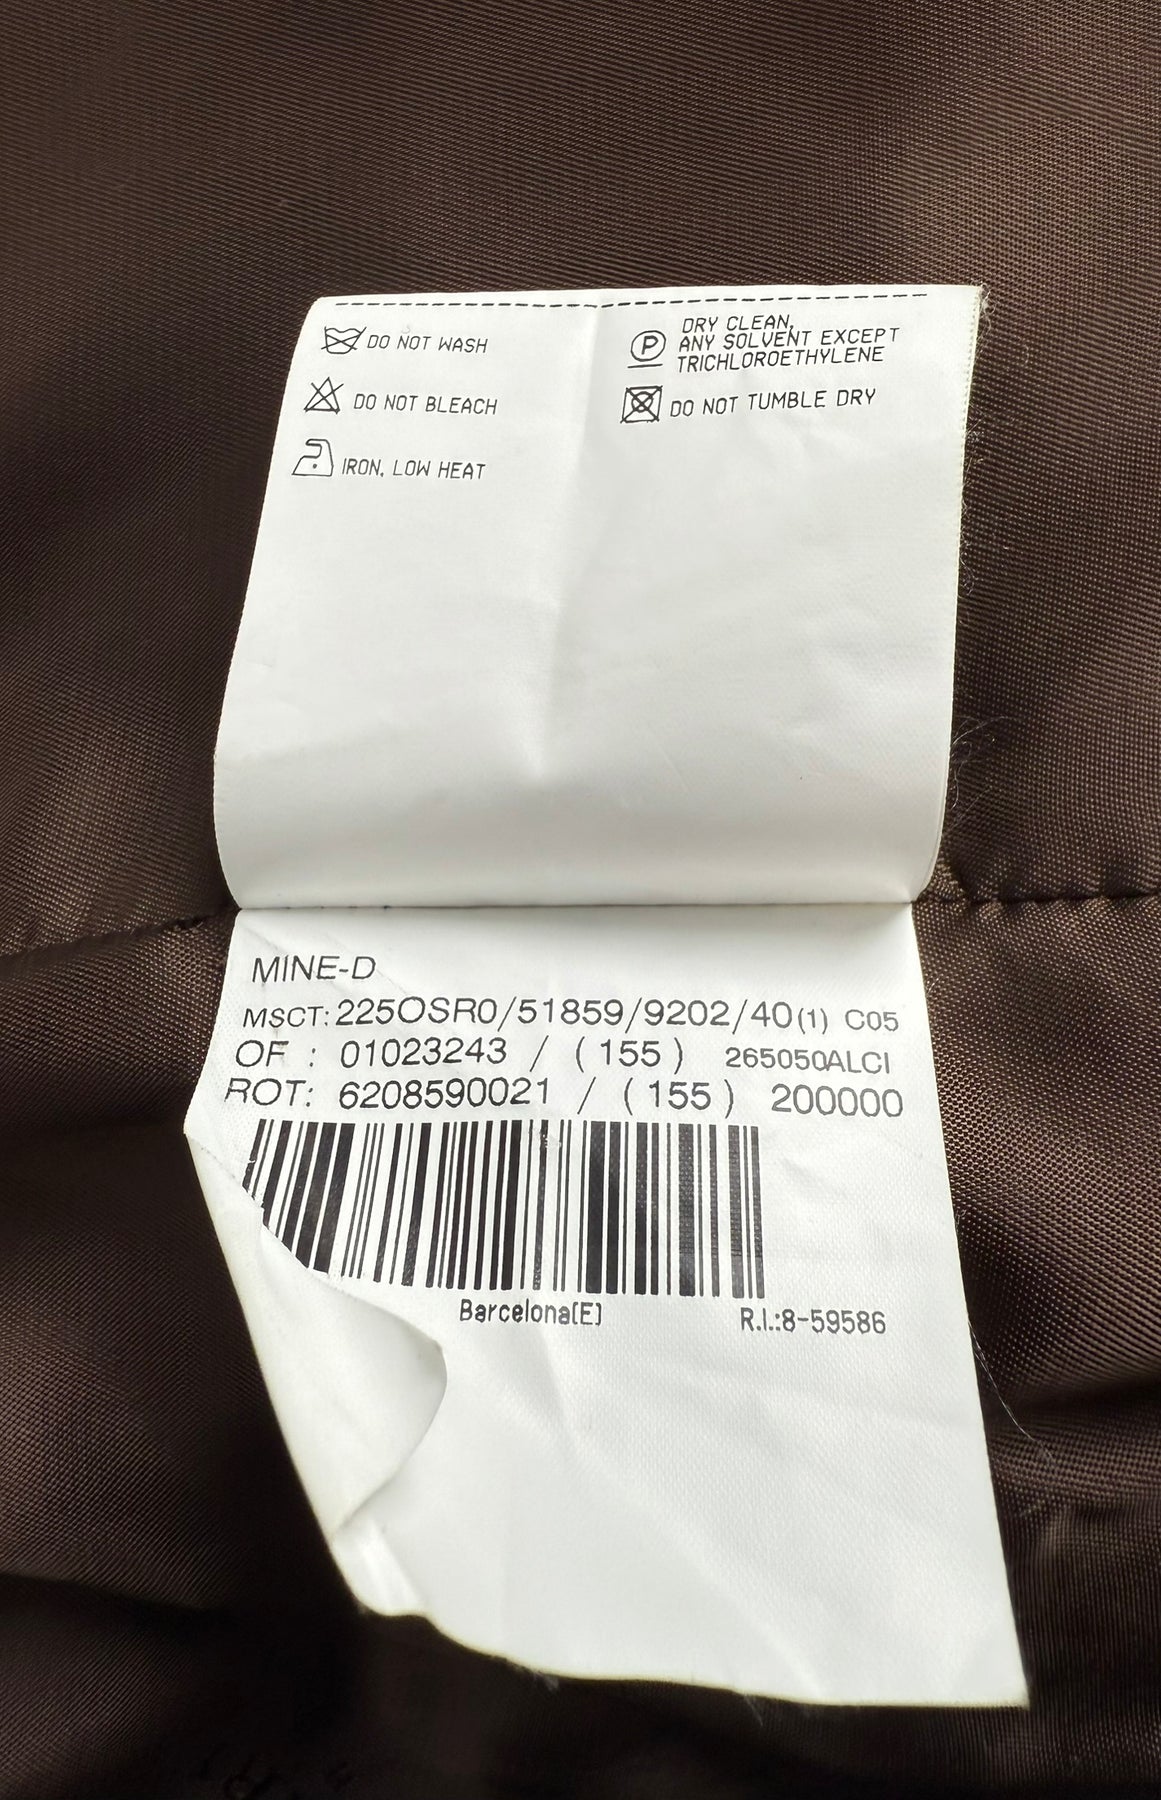 DO NOT WASH
DO NOT BLEACH
IRON, LOW HEAT
P
DRY CLEAN,
ANY SOLVENT EXCEPT
TRICHLOROETHYLENE
DO NOT TUMBLE DRY
MINE-D
MSCT: 225OSR0/51859/9202/40(1) C05
OF : 01023243 / (155) 265050ALCI
ROT: 6208590021 / (155) 200000
Barcelona(E) R.I.:8-59586